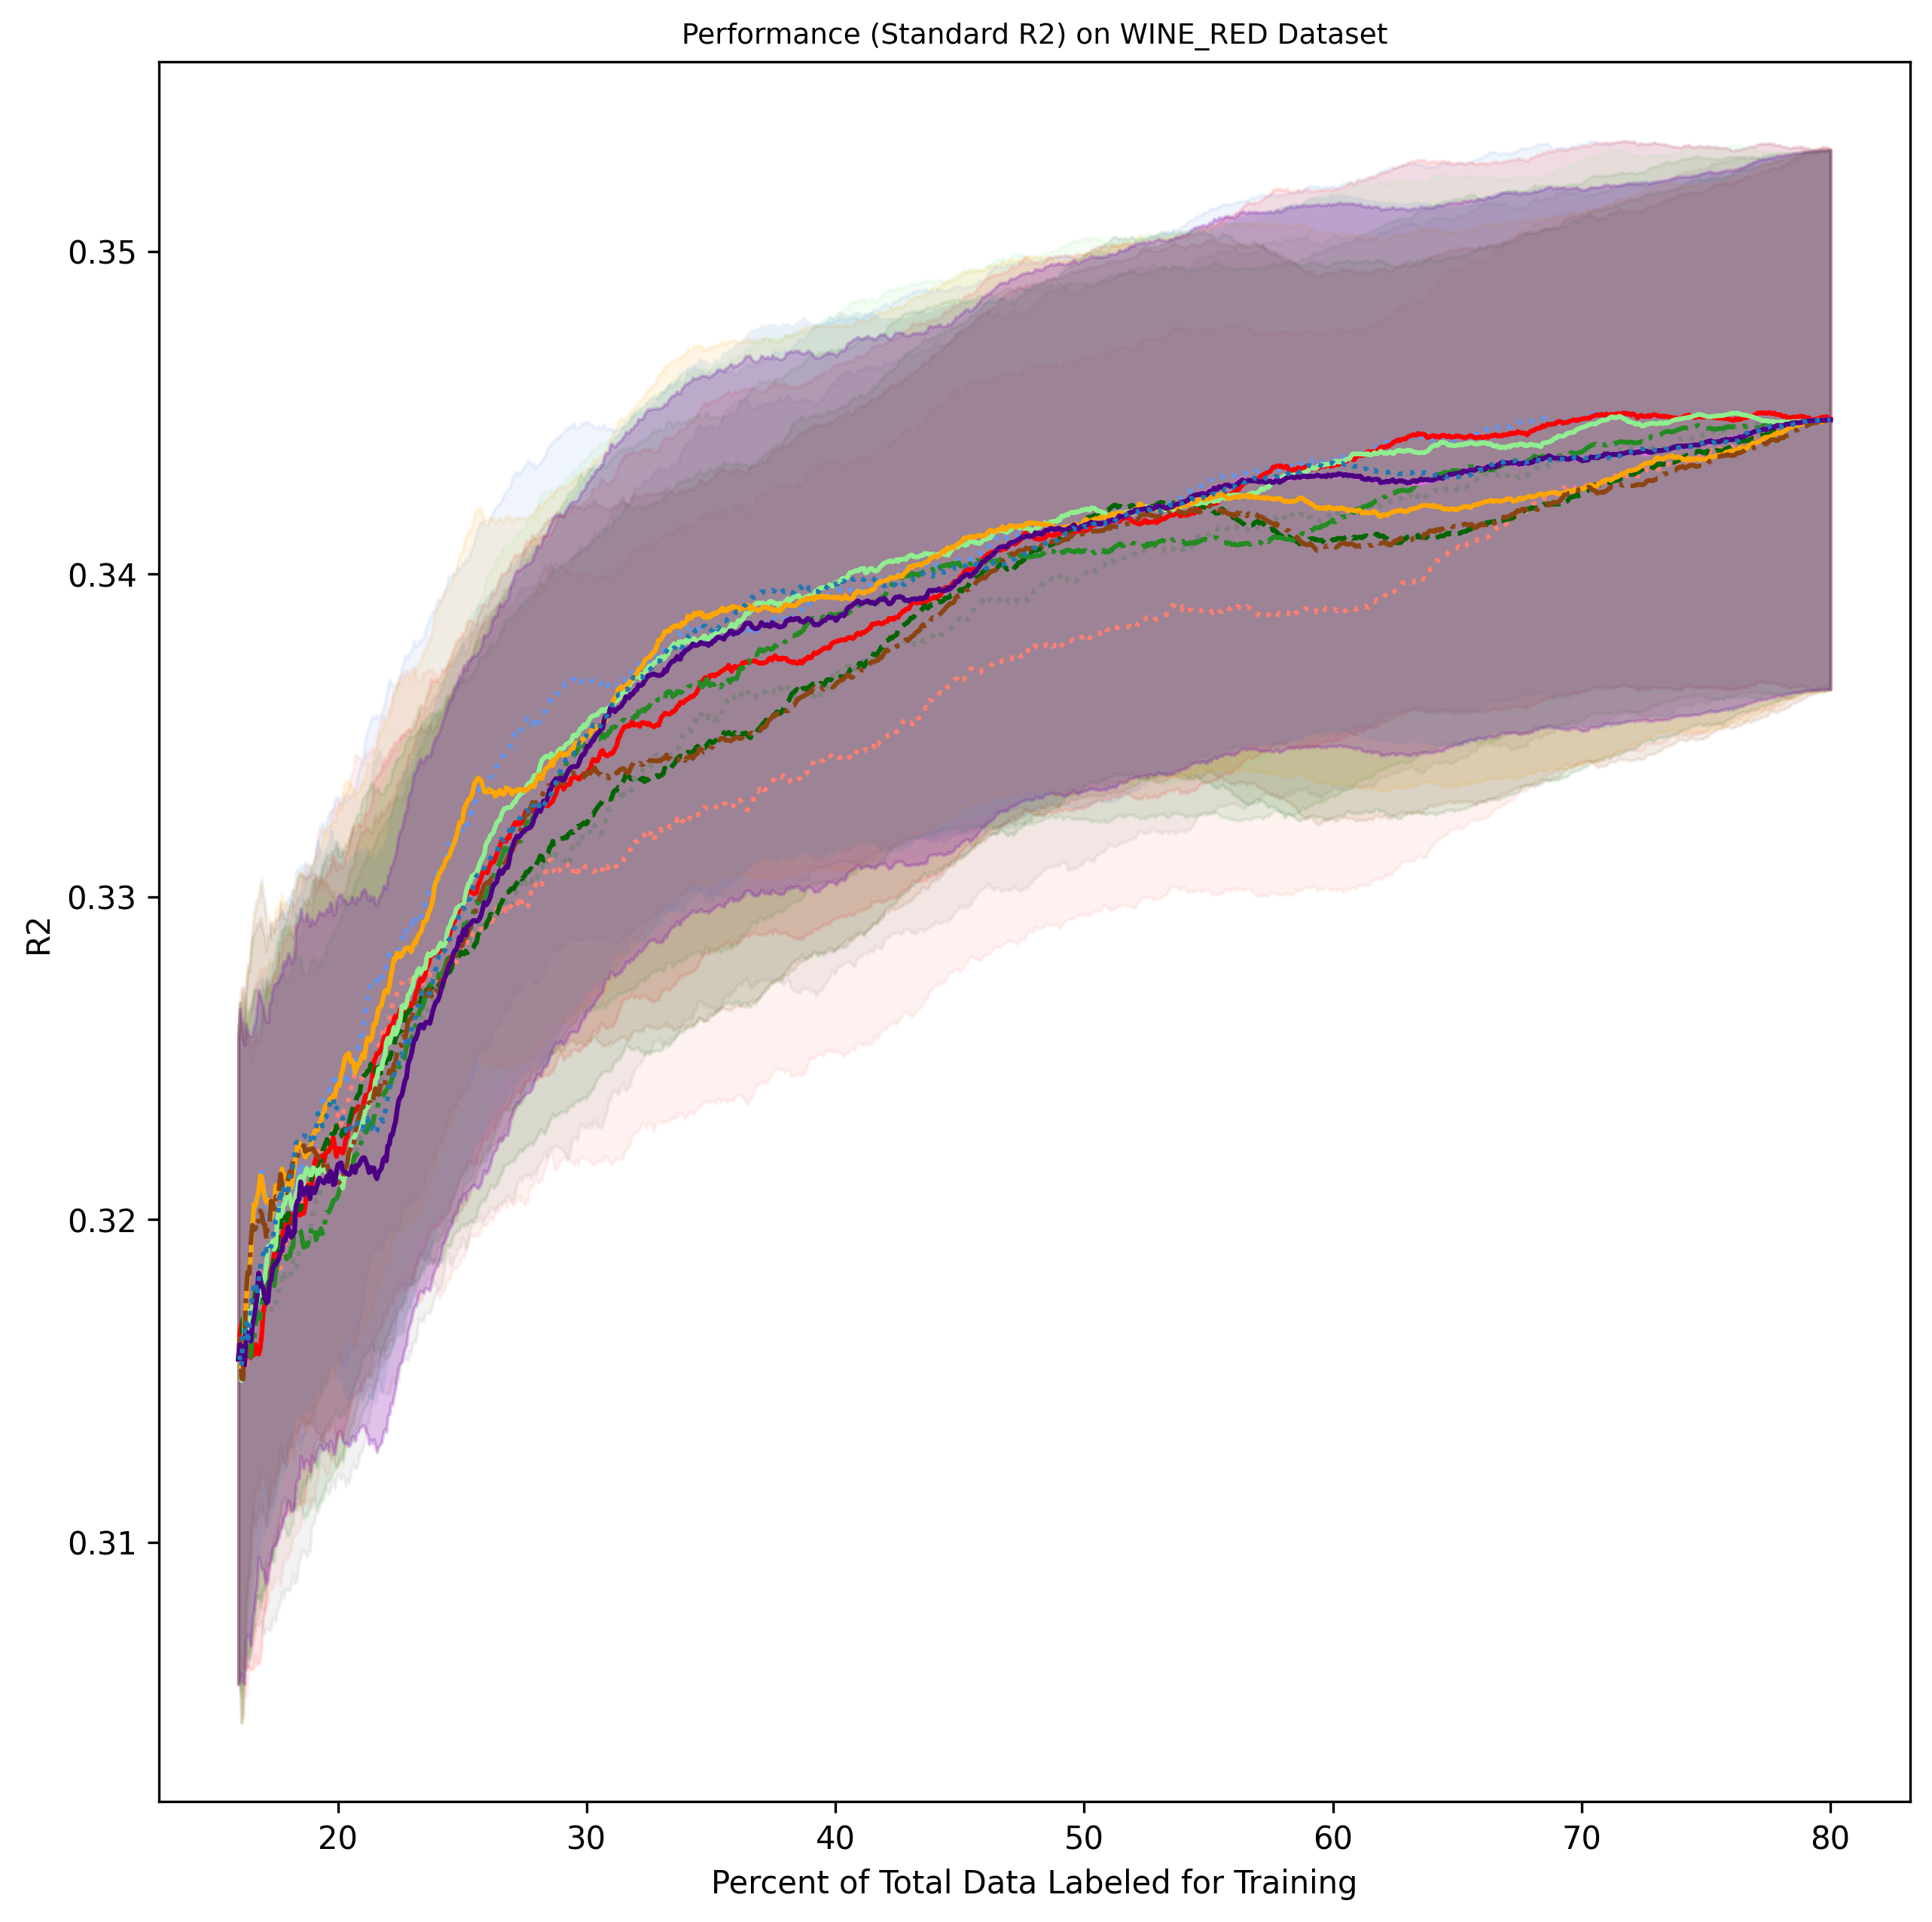 Performance (Standard R2) on WINE_RED Dataset
R2
0.35
0.34
0.33
0.32
0.31
20 30 40 50 60 70 80
Percent of Total Data Labeled for Training